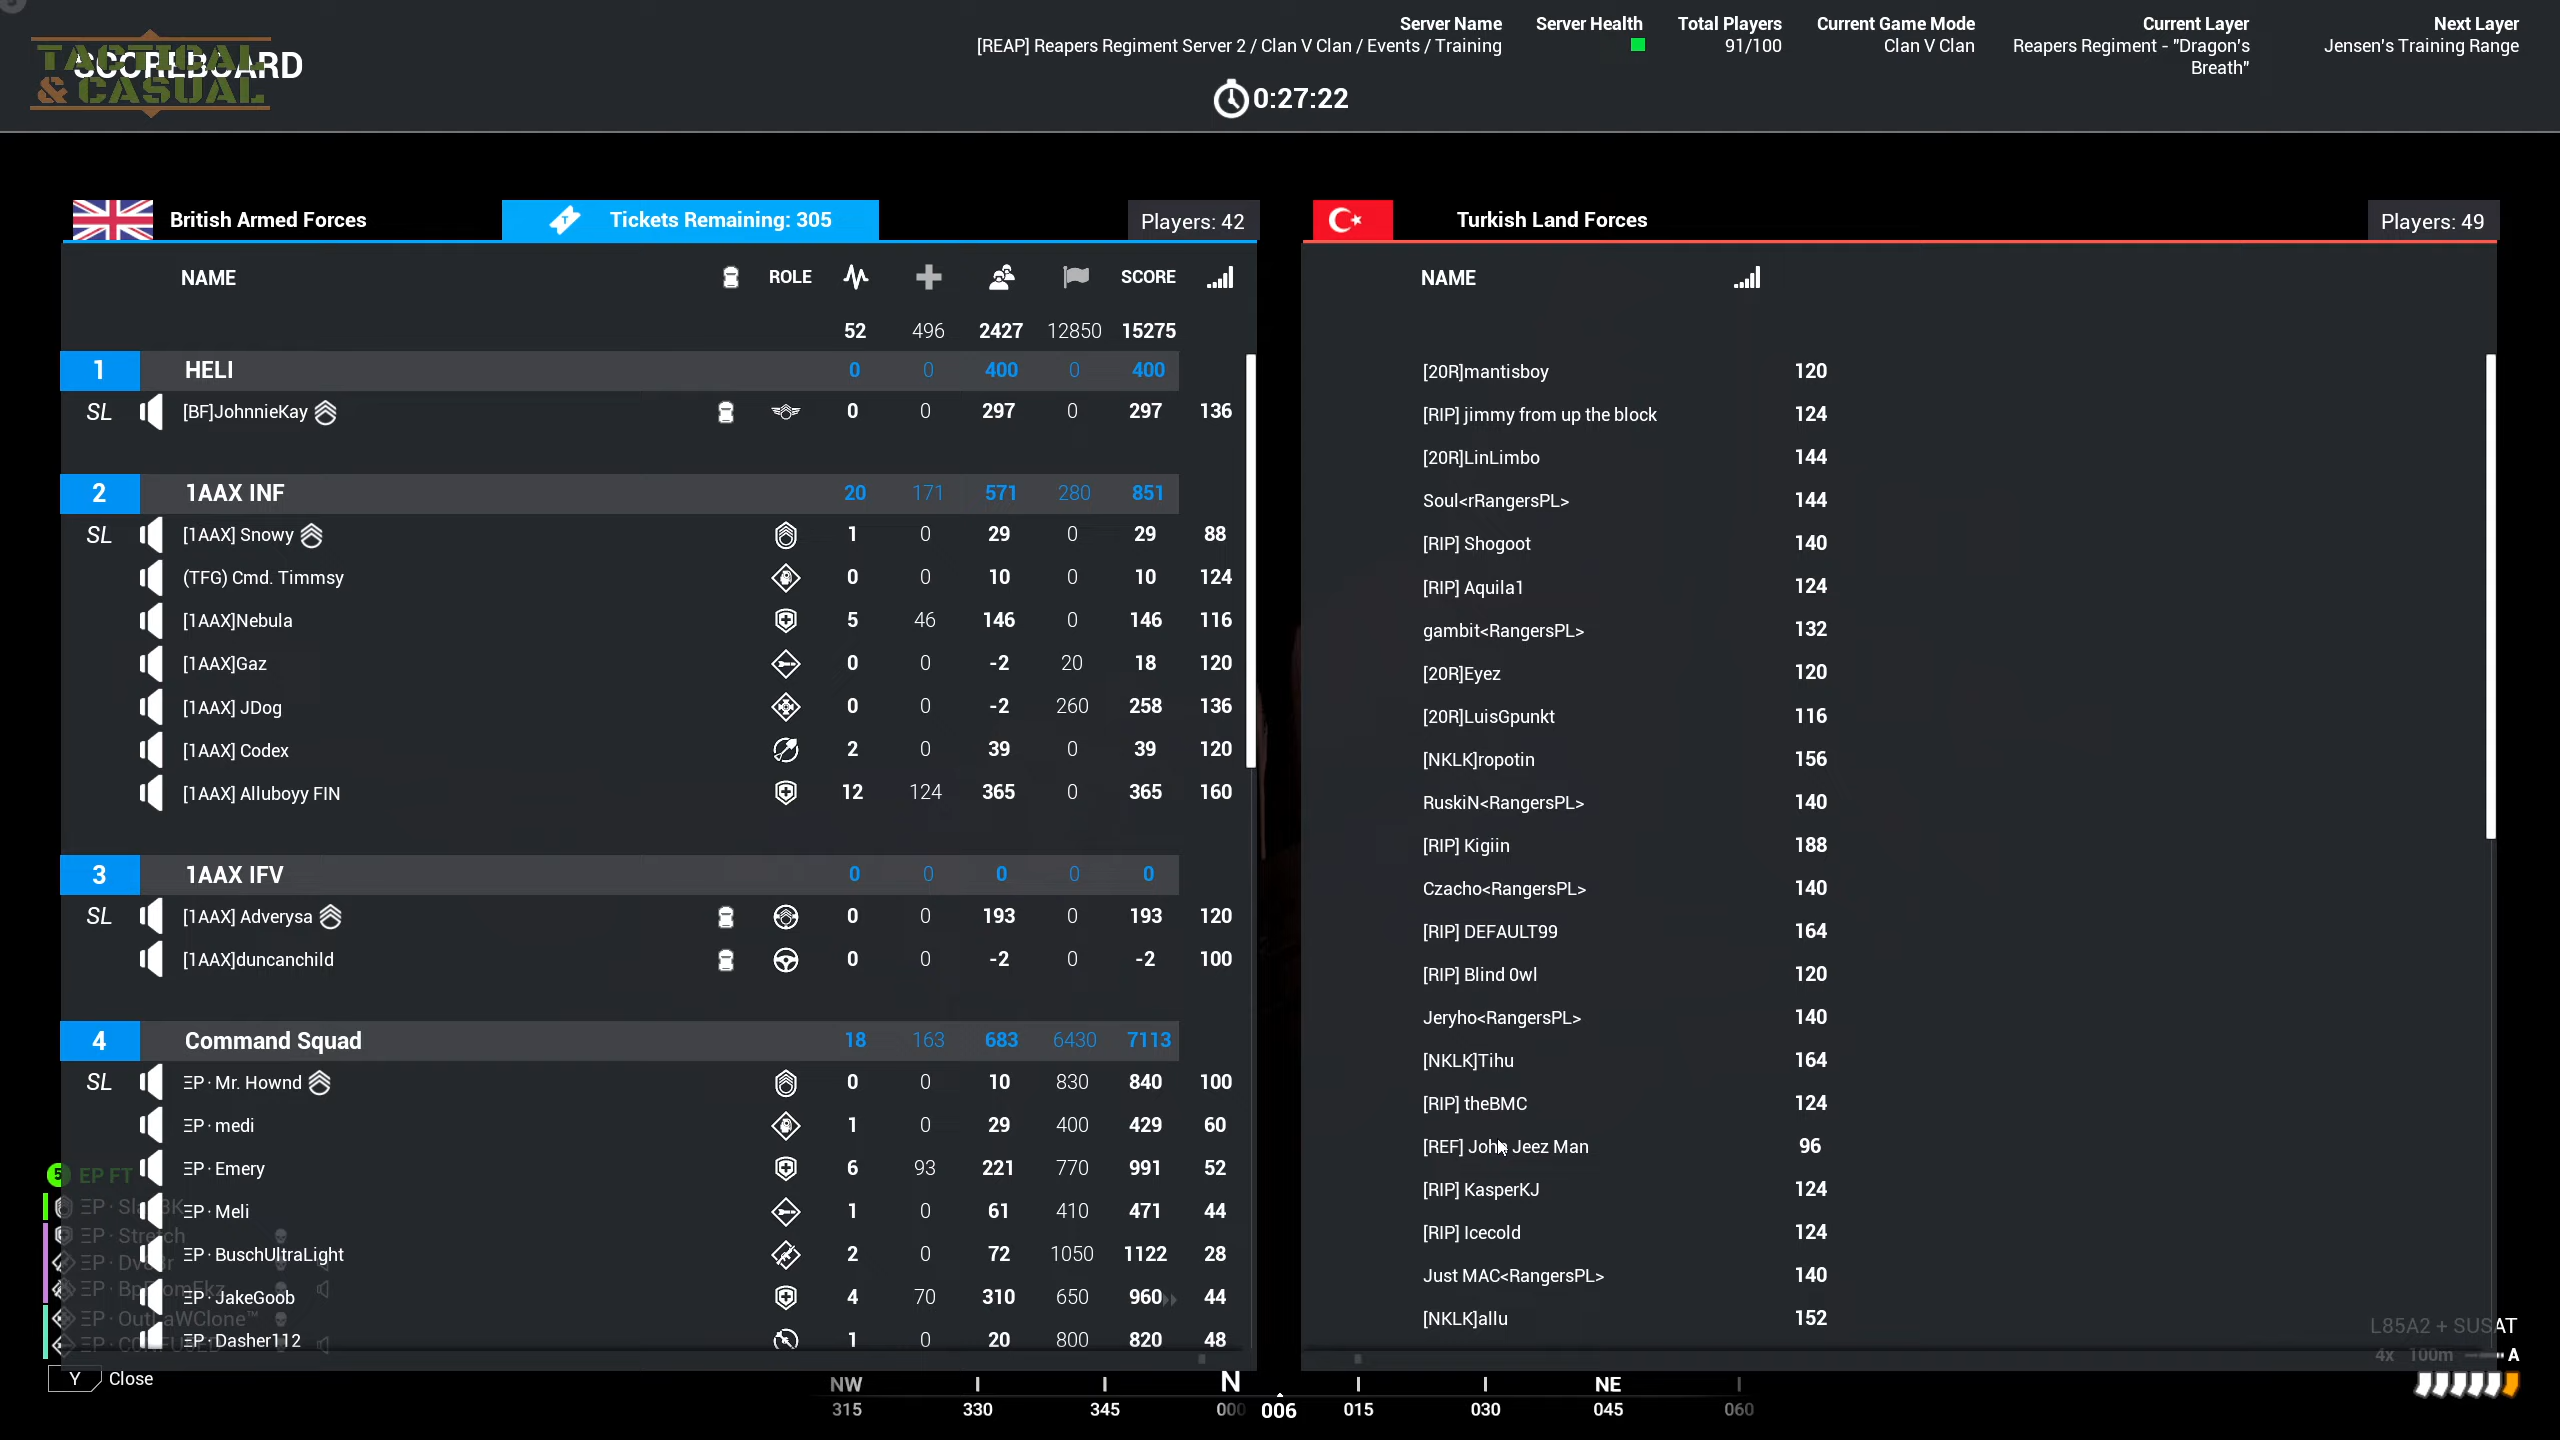 SCOREBOARD
TACTICAL
& CASUAL
Server Name
[REAP] Reapers Regiment Server 2 / Clan V Clan / Events / Training
Server Health
Total Players
91/100
Current Game Mode
Clan V Clan
Current Layer
Reapers Regiment - "Dragon's
Breath"
Next Layer
Jensen's Training Range
0:27:22
British Armed Forces
Tickets Remaining: 305
Players: 42
NAME ROLE SCORE
52 496 2427 12850 15275
1 HELI 0 0 400 0 400
SL [BF]JohnnieKay 0 0 297 0 297 136
2 1AAX INF 20 171 571 280 851
SL [1AAX] Snowy 1 0 29 0 29 88
(TFG) Cmd. Timmsy 0 0 10 0 10 124
[1AAX]Nebula 5 46 146 0 146 116
[1AAX]Gaz 0 0 -2 20 18 120
[1AAX] JDog 0 0 -2 260 258 136
[1AAX] Codex 2 0 39 0 39 120
[1AAX] Alluboyy FIN 12 124 365 0 365 160
3 1AAX IFV 0 0 0 0 0
SL [1AAX] Adverysa 0 0 193 0 193 120
[1AAX]duncanchild 0 0 -2 0 -2 100
4 Command Squad 18 163 683 6430 7113
SL ΞP · Mr. Hownd 0 0 10 830 840 100
ΞP · medi 1 0 29 400 429 60
ΞP · Emery 6 93 221 770 991 52
ΞP · Meli 1 0 61 410 471 44
ΞP · BuschUltraLight 2 0 72 1050 1122 28
ΞP · JakeGoob 4 70 310 650 960 44
ΞP · Dasher112 1 0 20 800 820 48
Turkish Land Forces
Players: 49
NAME
[20R]mantisboy 120
[RIP] jimmy from up the block 124
[20R]LinLimbo 144
Soul<rRangersPL> 144
[RIP] Shogoot 140
[RIP] Aquila1 124
gambit<RangersPL> 132
[20R]Eyez 120
[20R]LuisGpunkt 116
[NKLK]ropotin 156
RuskiN<RangersPL> 140
[RIP] Kigiin 188
Czacho<RangersPL> 140
[RIP] DEFAULT99 164
[RIP] Blind 0wl 120
Jeryho<RangersPL> 140
[NKLK]Tihu 164
[RIP] theBMC 124
[REF] John Jeez Man 96
[RIP] KasperKJ 124
[RIP] Icecold 124
Just MAC<RangersPL> 140
[NKLK]allu 152
5 EP FT
ΞP · Stretch
L85A2 + SUSAT
4x 100m A
Y Close
NW N NE
315 330 345 000 006 015 030 045 060